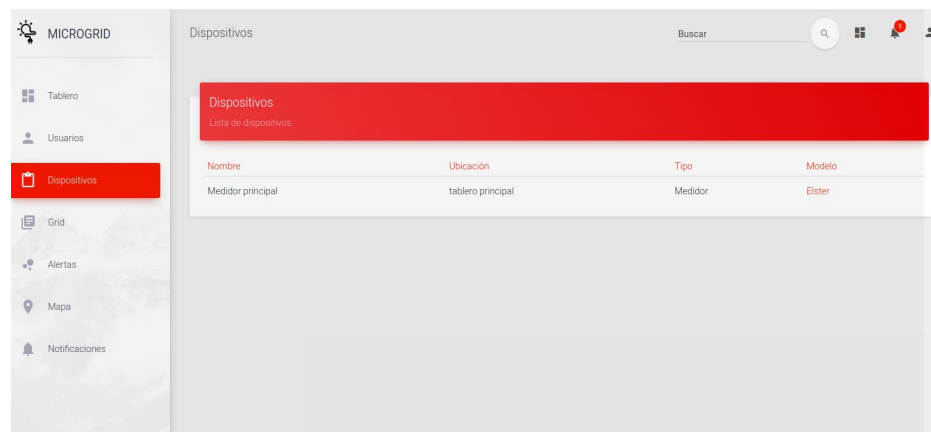 MICROGRID
Dispositivos
Buscar
5
Tablero
Usuarios
Dispositivos
Grid
Alertas
Mapa
Notificaciones
Dispositivos
Lista de dispositivos
Nombre Ubicación Tipo Modelo
Medidor principal tablero principal Medidor Elster